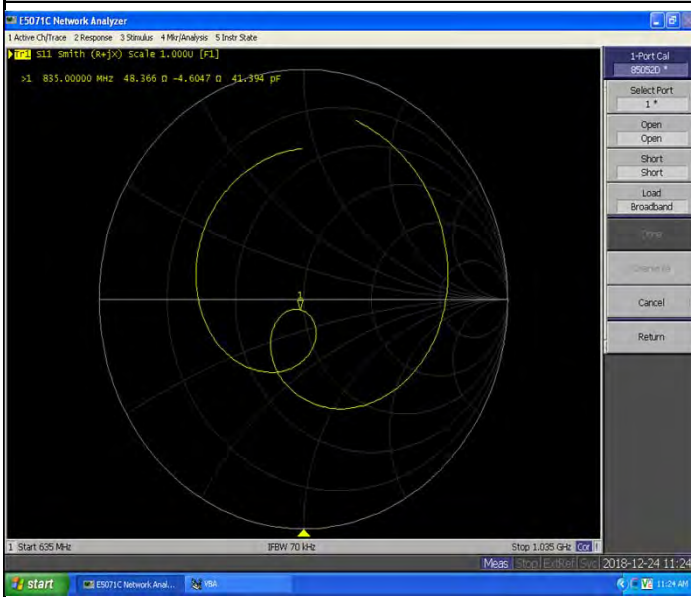 E5071C Network Analyzer
1 Active Ch/Trace 2 Response 3 Stimulus 4 Mkr/Analysis 5 Instr State
Tr1 S11 Smith (R+jX) Scale 1.000U [F1]
>1 835.00000 MHz 48.366 Ω -4.6047 Ω 41.394 pF
1
1-Port Cal
85052D *
Select Port
1 *
Open
Open
Short
Short
Load
Broadband
Done
Cancel
Return
1 Start 635 MHz IFBW 70 kHz Stop 1.035 GHz Cor !
Meas Stop ExtRef Svc 2018-12-24 11:24
start E5071C Network Anal... VBA 11:24 AM